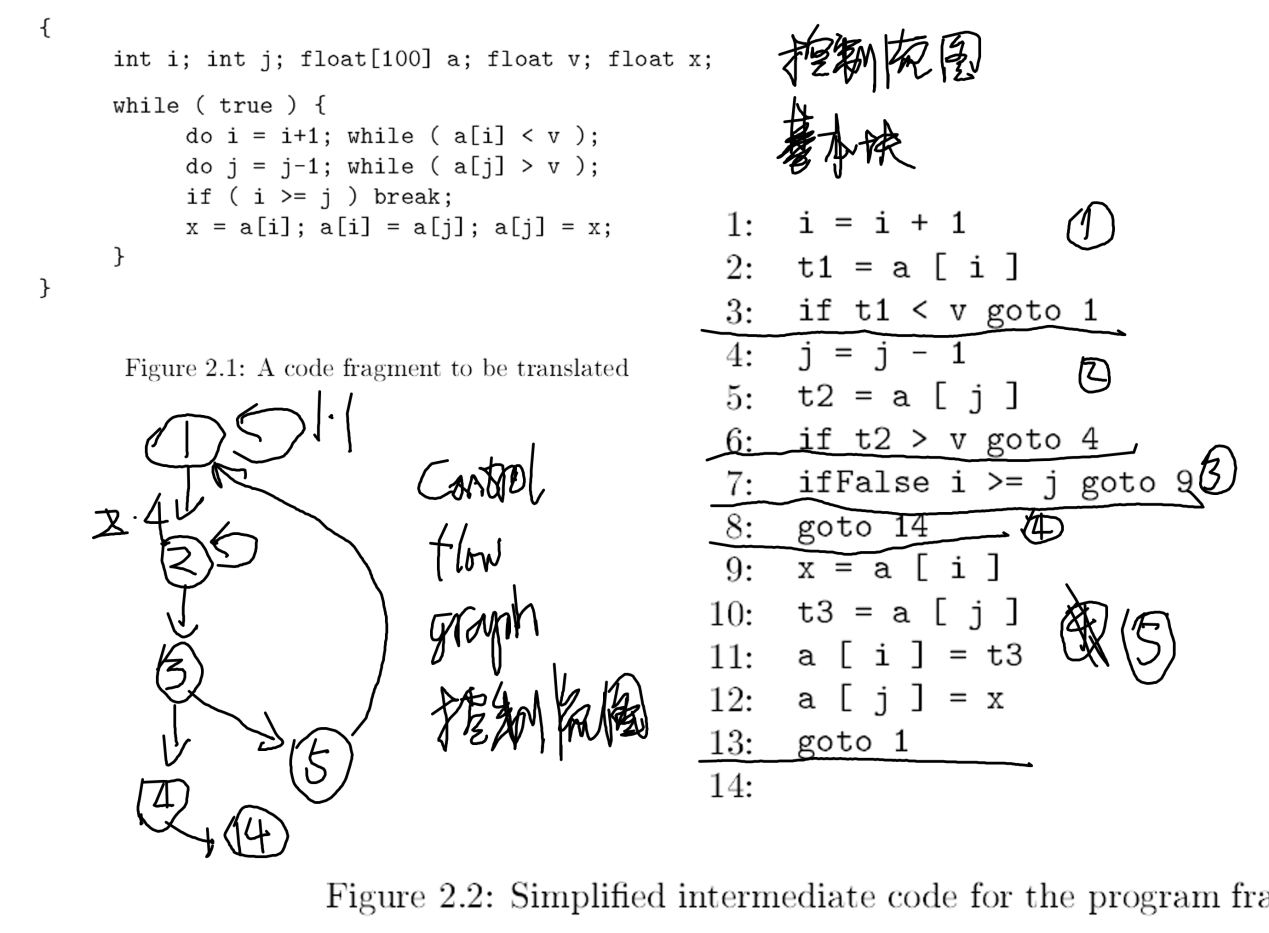 {
int i; int j; float[100] a; float v; float x;
while ( true ) {
do i = i+1; while ( a[i] < v );
do j = j-1; while ( a[j] > v );
if ( i >= j ) break;
x = a[i]; a[i] = a[j]; a[j] = x;
}
}
Figure 2.1: A code fragment to be translated
控制流图
基本块
1: i = i + 1 ①
2: t1 = a [ i ]
3: if t1 < v goto 1
4: j = j - 1 ②
5: t2 = a [ j ]
6: if t2 > v goto 4
7: ifFalse i >= j goto 9 ③
8: goto 14 ④
9: x = a [ i ]
10: t3 = a [ j ]
11: a [ i ] = t3 ⑤
12: a [ j ] = x
13: goto 1
14:
1
1.1
2.4
2
3
5
4
14
Control
flow
graph
控制流图
Figure 2.2: Simplified intermediate code for the program fra